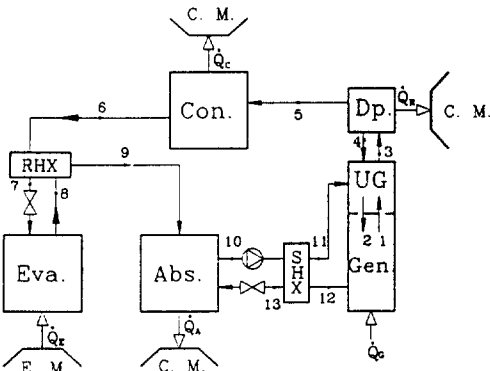 C. M.
Q̇C
6
Con.
5
Dp.
Q̇R
C. M.
4
3
RHX
9
7
8
UG
2
1
Eva.
Abs.
10
11
SHX
Gen.
13
12
Q̇E
Q̇A
Q̇G
E. M.
C. M.